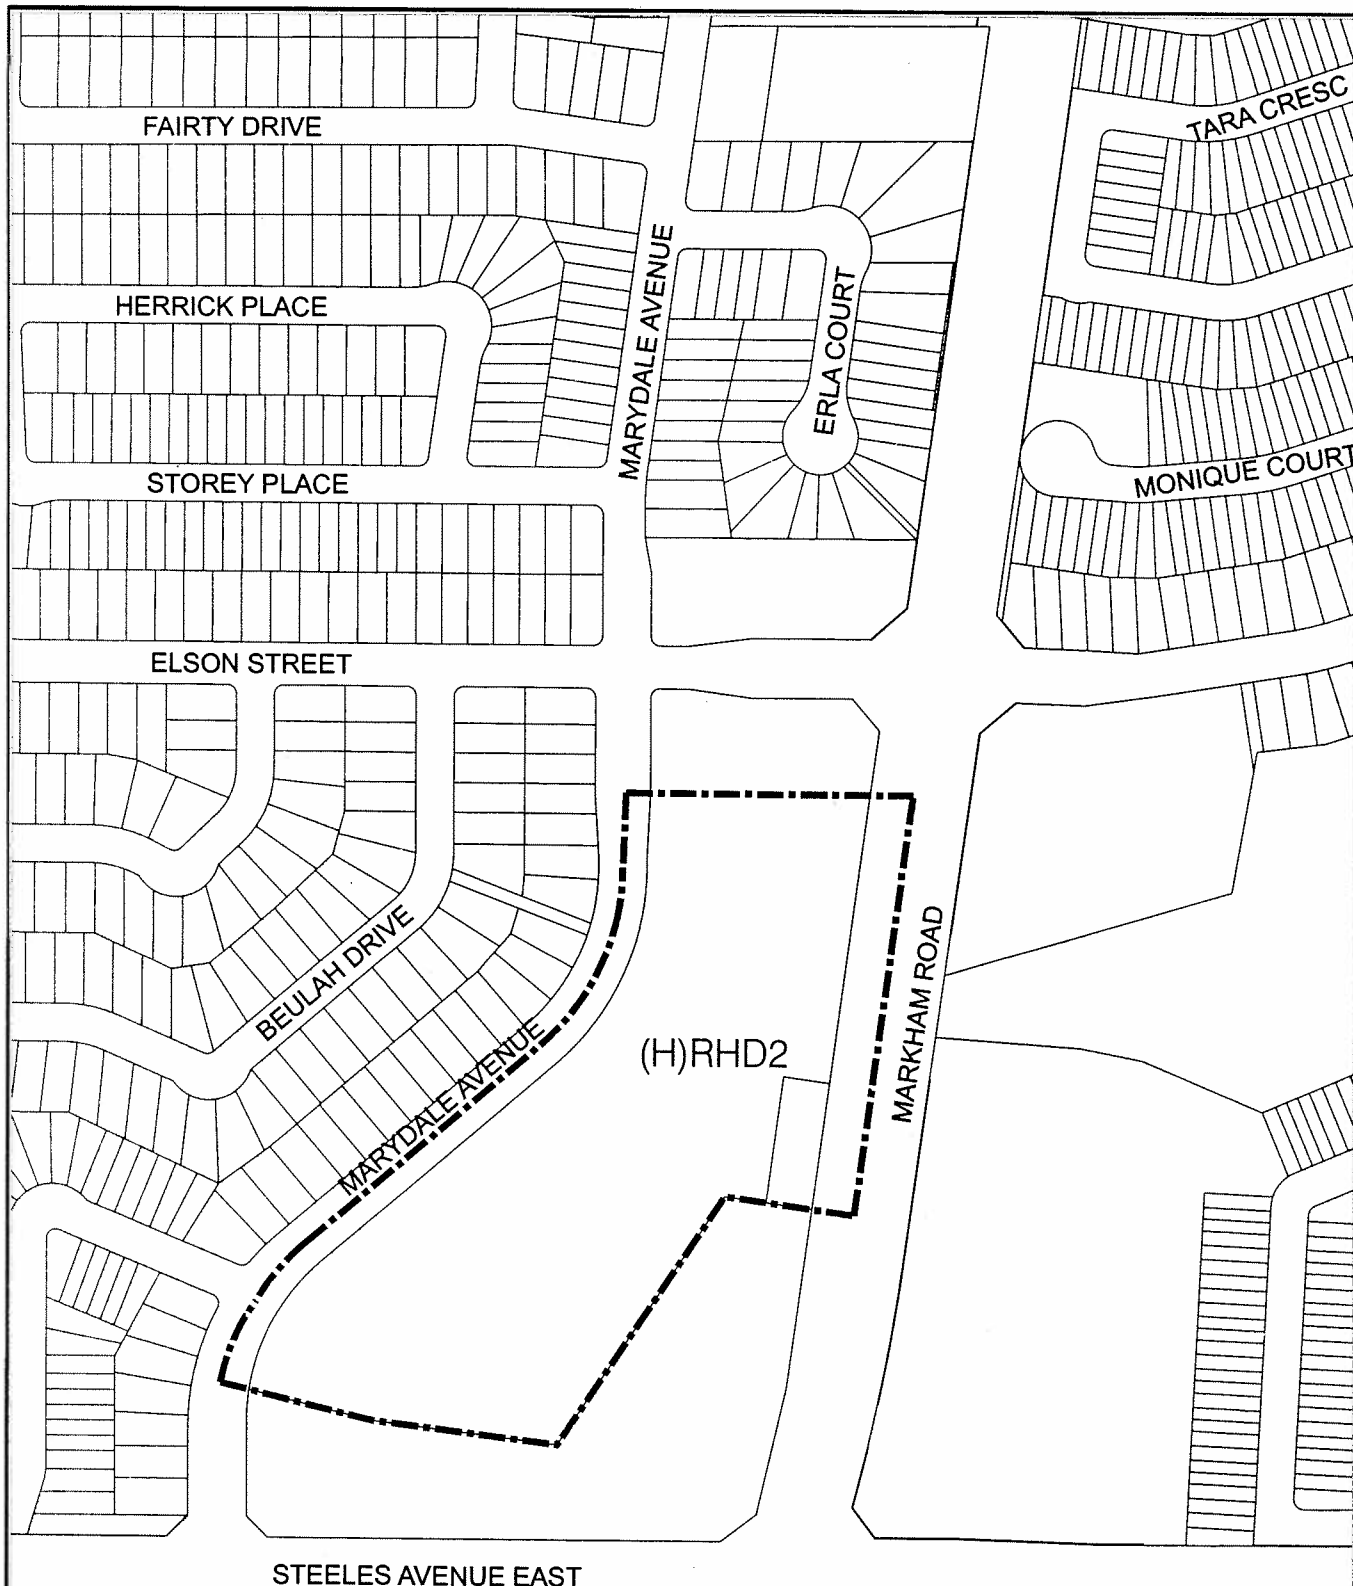 FAIRTY DRIVE
TARA CRESC
HERRICK PLACE
MARYDALE AVENUE
ERLA COURT
STOREY PLACE
MONIQUE COURT
ELSON STREET
BEULAH DRIVE
MARYDALE AVENUE
(H)RHD2
MARKHAM ROAD
STEELES AVENUE EAST